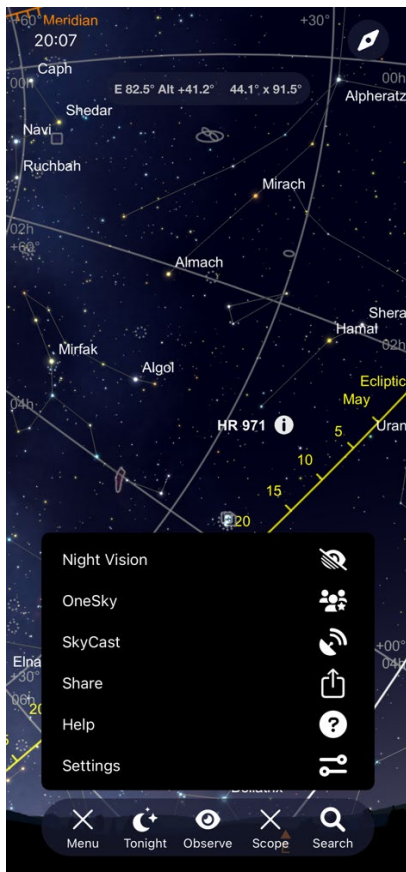 +60° Meridian
+30°
20:07
Caph
00h
00h
E 82.5° Alt +41.2° 44.1° x 91.5°
Alpheratz
Shedar
Navi
Ruchbah
Mirach
02h
+60°
Almach
Shera
Hamal
02h
Mirfak
Algol
Ecliptic
May
04h
HR 971
5
Uran
10
15
20
Night Vision
OneSky
SkyCast
+00°
Elna
04h
+30°
Share
06h
20
Help
5
Settings
Bellatrix
Menu
Tonight
Observe
Scope
Search
E